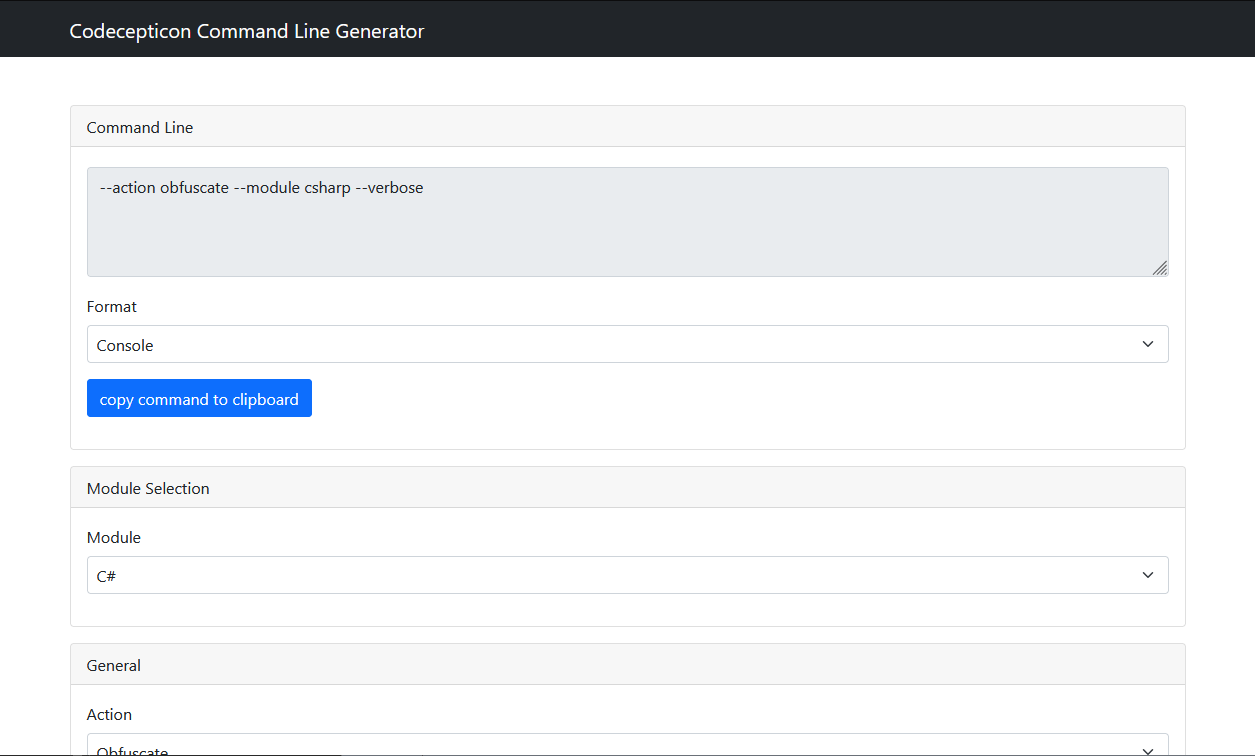 Codecepticon Command Line Generator
Command Line
--action obfuscate --module csharp --verbose
Format
Console
copy command to clipboard
Module Selection
Module
C#
General
Action
Obfuscate